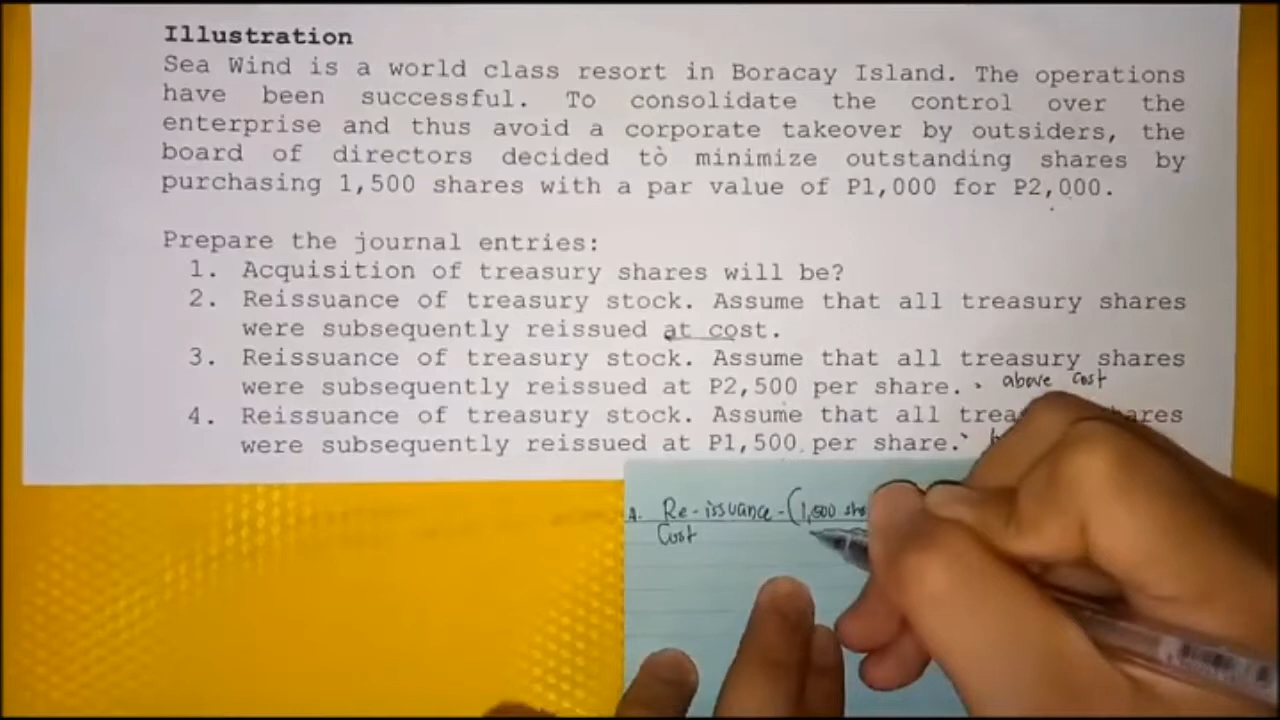 Illustration
Sea Wind is a world class resort in Boracay Island. The operations
have been successful. To consolidate the control over the
enterprise and thus avoid a corporate takeover by outsiders, the
board of directors decided to minimize outstanding shares by
purchasing 1,500 shares with a par value of P1,000 for P2,000.
Prepare the journal entries:
1. Acquisition of treasury shares will be?
2. Reissuance of treasury stock. Assume that all treasury shares
were subsequently reissued at cost.
3. Reissuance of treasury stock. Assume that all treasury shares
were subsequently reissued at P2,500 per share. above cost
4. Reissuance of treasury stock. Assume that all
were subsequently reissued at P1,500 per share.
4. Re-issuance - (1,500
Cost